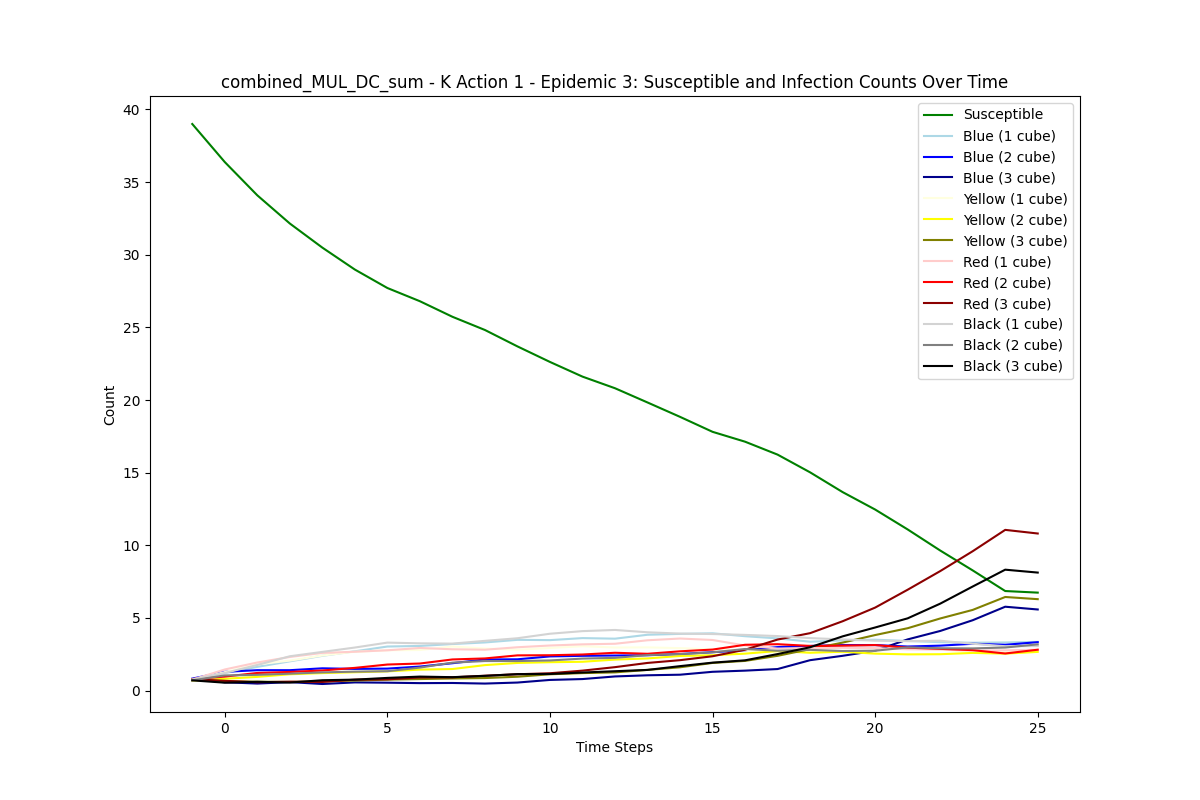 combined_MUL_DC_sum - K Action 1 - Epidemic 3: Susceptible and Infection Counts Over Time
40
35
30
25
20
15
10
5
0
Count
Susceptible
Blue (1 cube)
Blue (2 cube)
Blue (3 cube)
Yellow (1 cube)
Yellow (2 cube)
Yellow (3 cube)
Red (1 cube)
Red (2 cube)
Red (3 cube)
Black (1 cube)
Black (2 cube)
Black (3 cube)
0 5 10 15 20 25
Time Steps